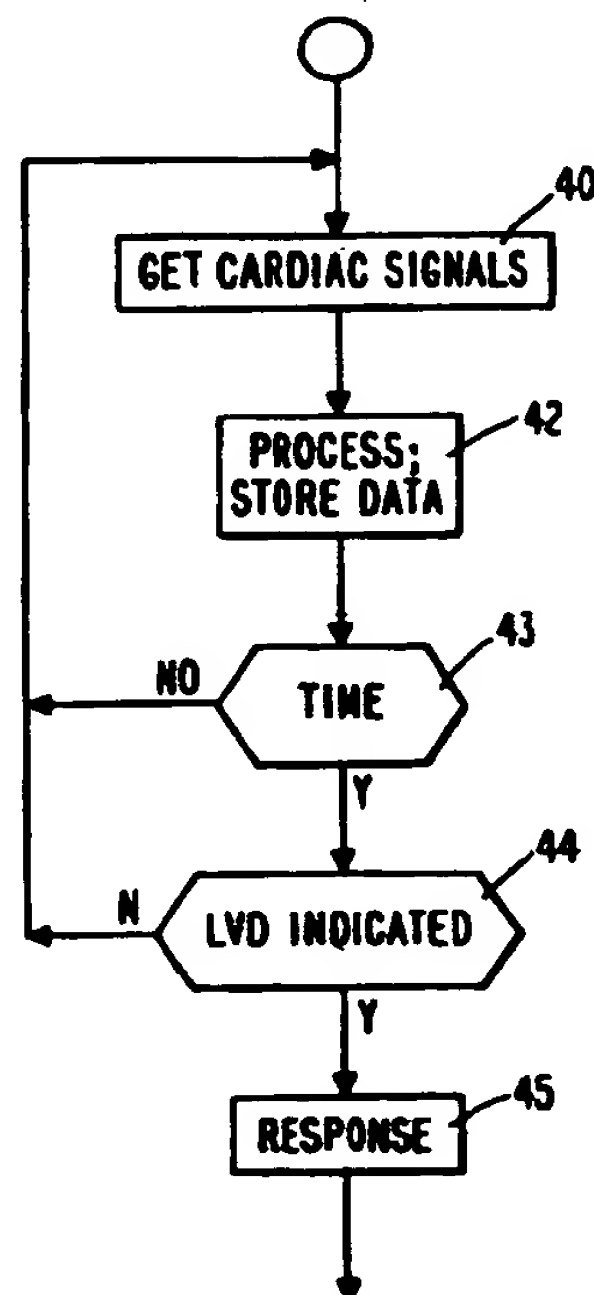 40
GET CARDIAC SIGNALS
42
PROCESS;
STORE DATA
43
NO
TIME
Y
44
N
LVD INDICATED
Y
45
RESPONSE